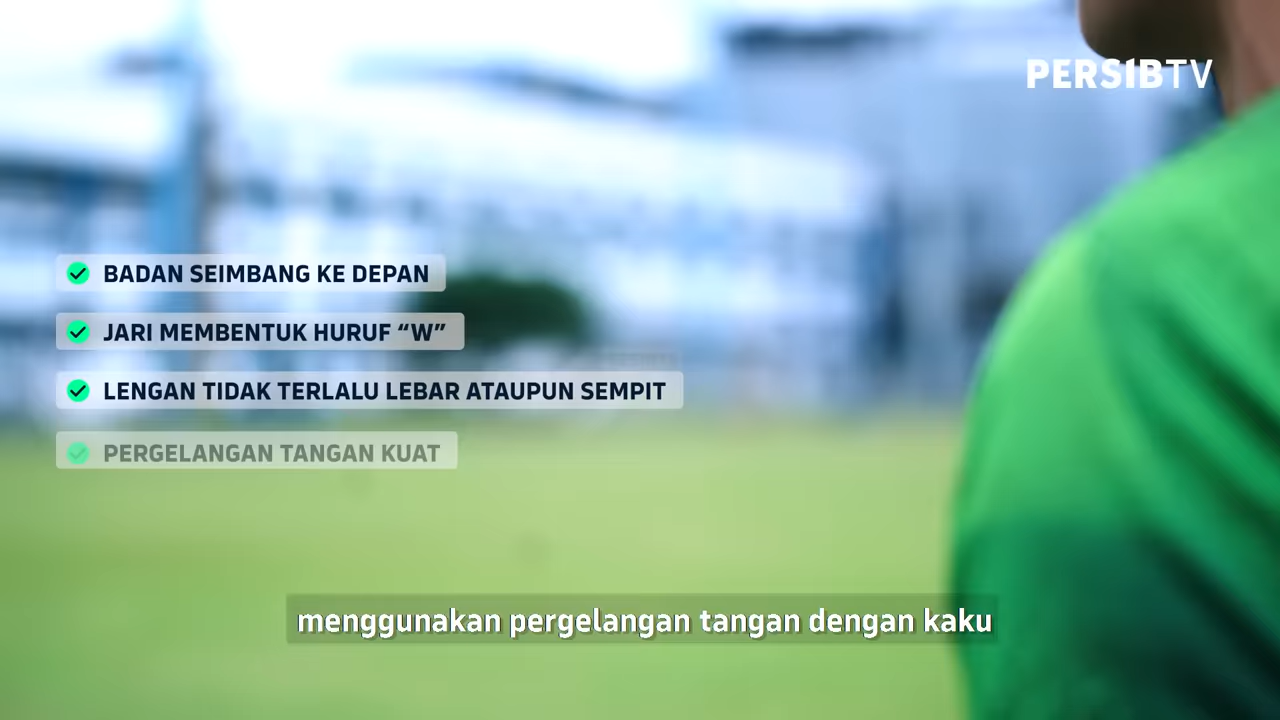 PERSIBTV
BADAN SEIMBANG KE DEPAN
JARI MEMBENTUK HURUF “W”
LENGAN TIDAK TERLALU LEBAR ATAUPUN SEMPIT
PERGELANGAN TANGAN KUAT
menggunakan pergelangan tangan dengan kaku